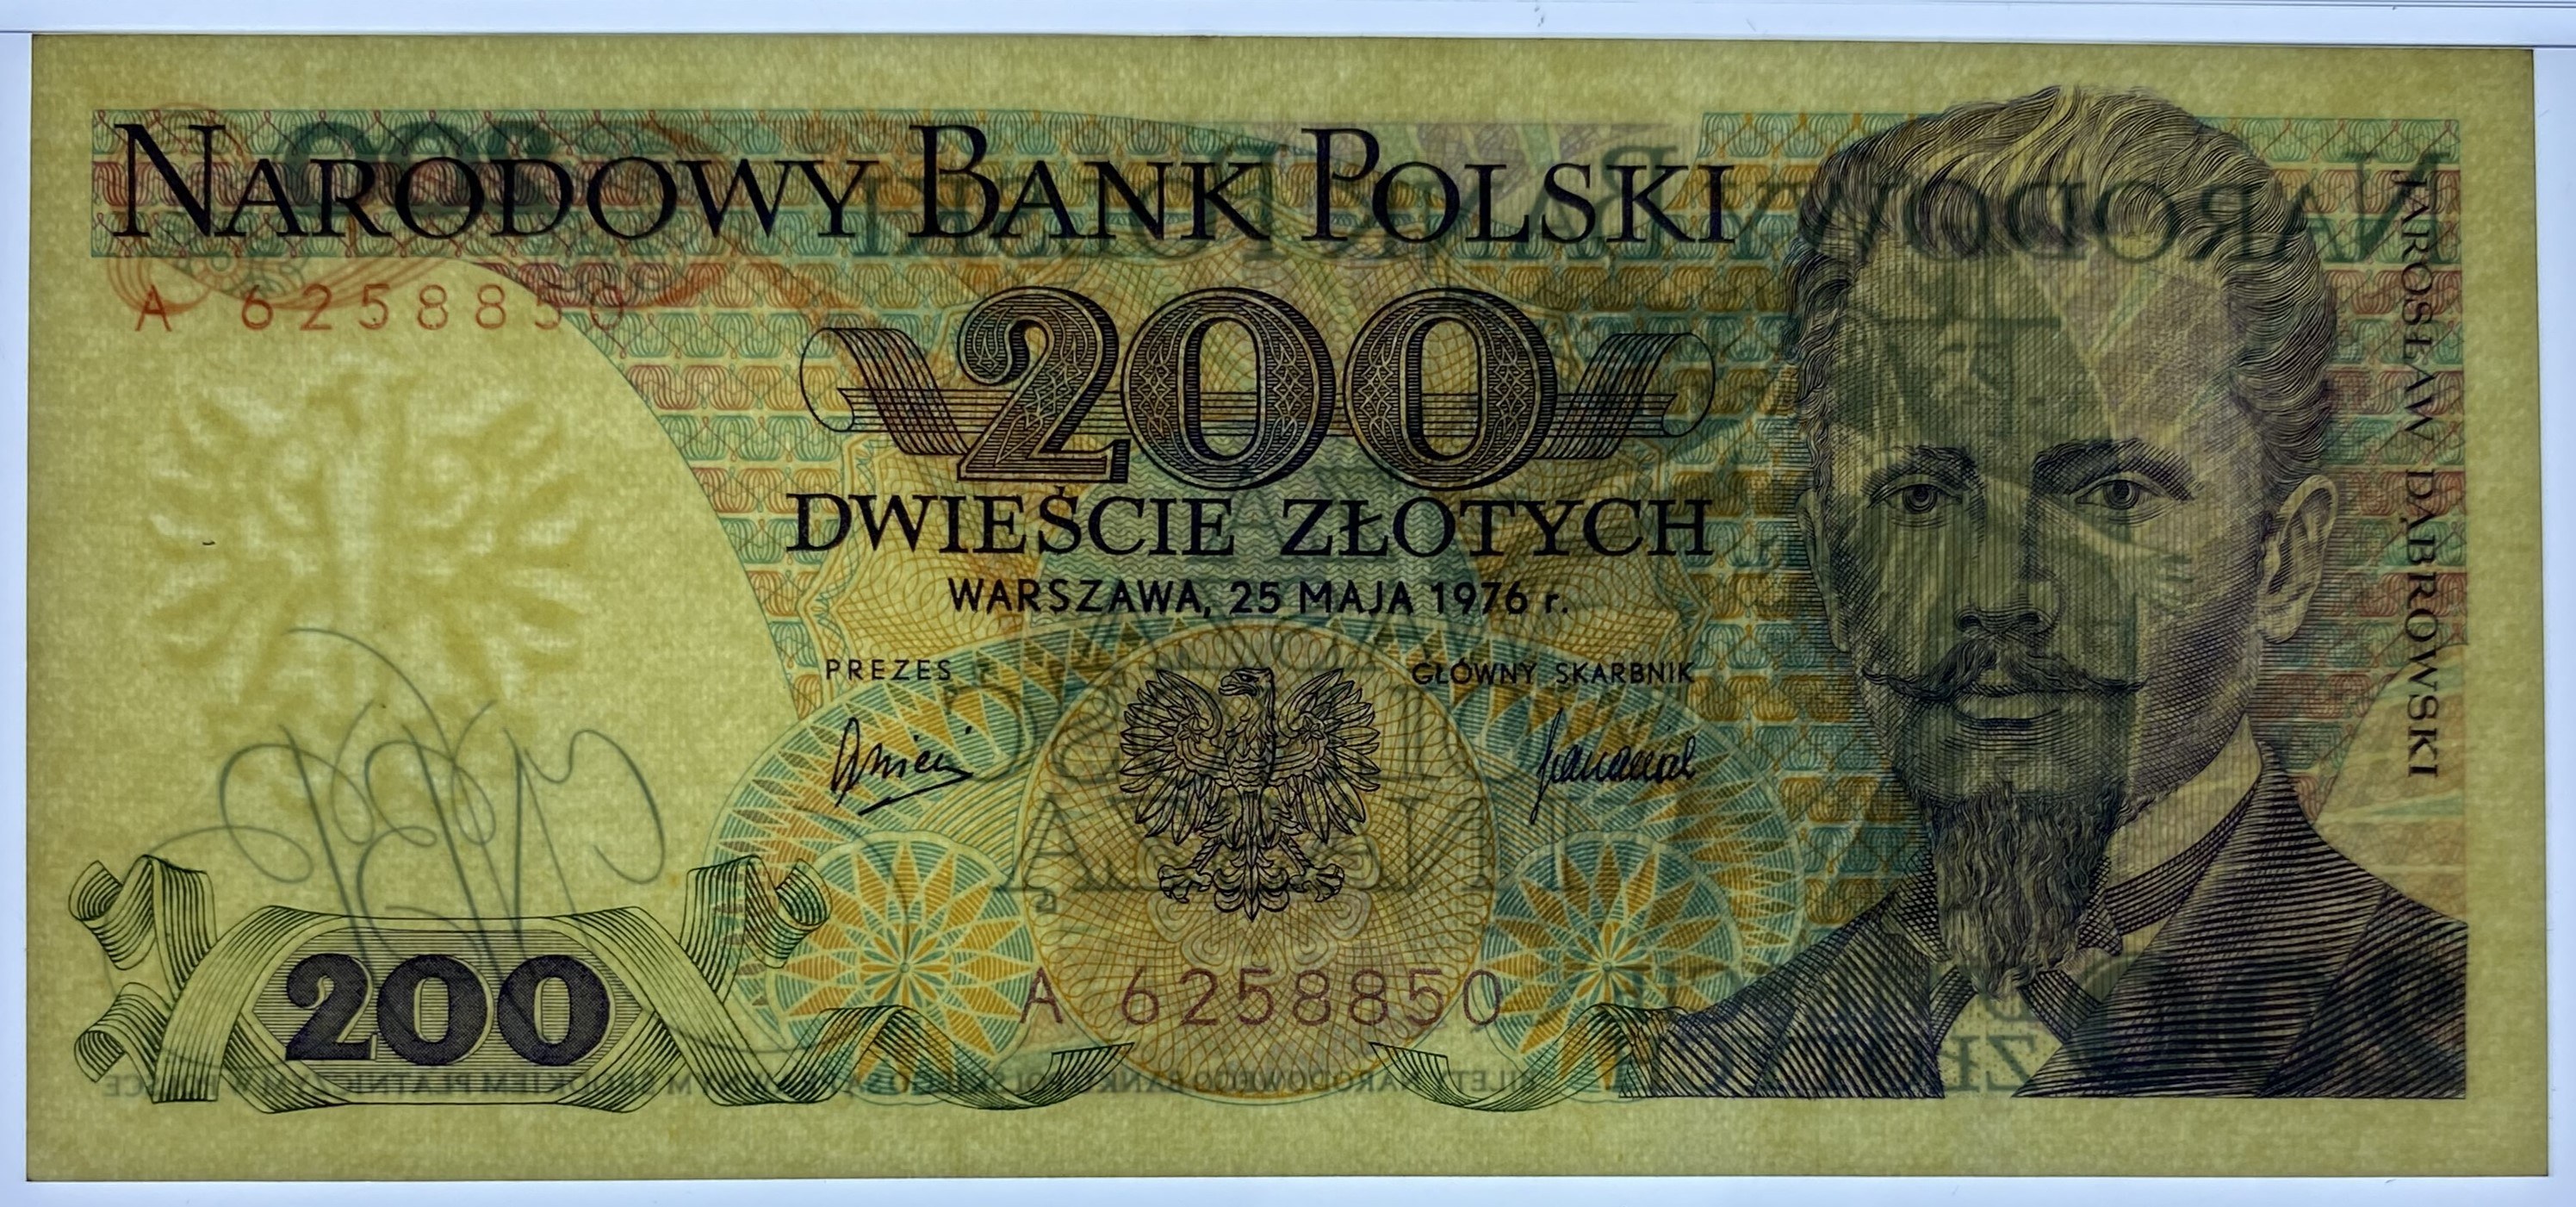 NARODOWY BANK POLSKI
A 6258850
200
DWIEŚCIE ZŁOTYCH
WARSZAWA, 25 MAJA 1976 r.
PREZES
GŁÓWNY SKARBNIK
A 6258850
200
JAROSŁAW DĄBROWSKI